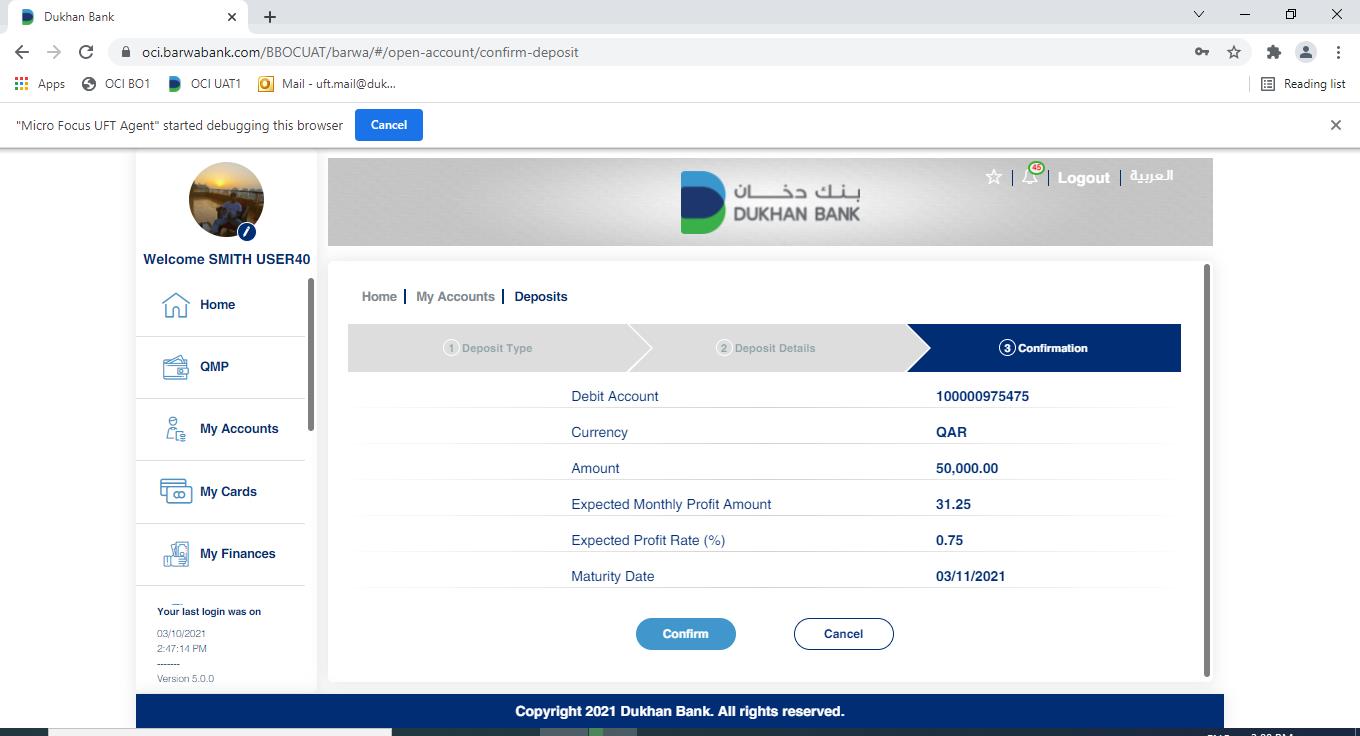 Dukhan Bank
oci.barwabank.com/BBOCUAT/barwa/#/open-account/confirm-deposit
Apps OCI BO1 OCI UAT1 Mail - uft.mail@duk... Reading list
"Micro Focus UFT Agent" started debugging this browser Cancel
بنك دخان
DUKHAN BANK
45
Logout
العربية
Welcome SMITH USER40
Home
QMP
My Accounts
My Cards
My Finances
Your last login was on
03/10/2021
2:47:14 PM
-------
Version 5.0.0
Home My Accounts Deposits
1 Deposit Type 2 Deposit Details 3 Confirmation
Debit Account 100000975475
Currency QAR
Amount 50,000.00
Expected Monthly Profit Amount 31.25
Expected Profit Rate (%) 0.75
Maturity Date 03/11/2021
Confirm Cancel
Copyright 2021 Dukhan Bank. All rights reserved.